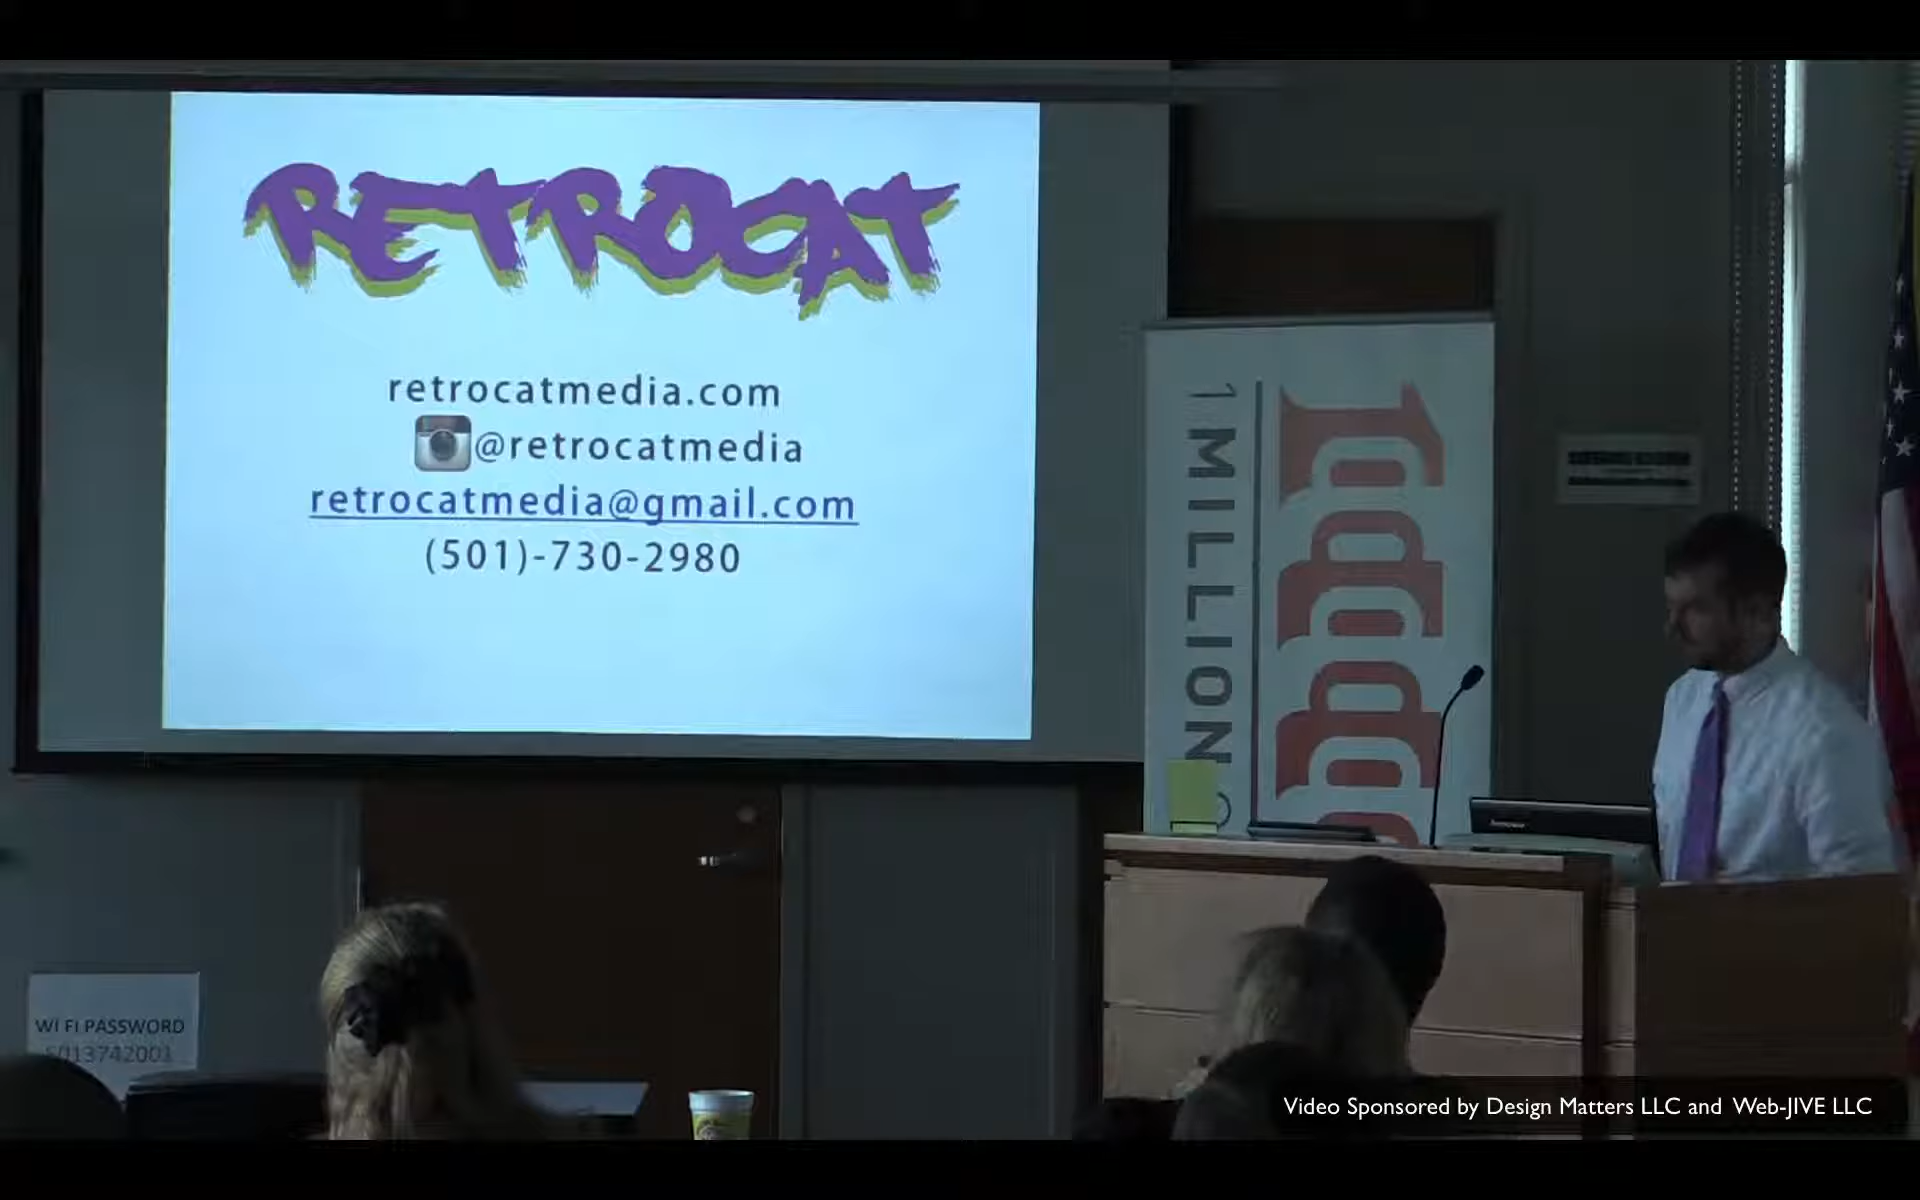 RETROCAT
retrocatmedia.com
@retrocatmedia
retrocatmedia@gmail.com
(501)-730-2980
1 MILLION
WI FI PASSWORD
5013742001
Video Sponsored by Design Matters LLC and Web-JIVE LLC